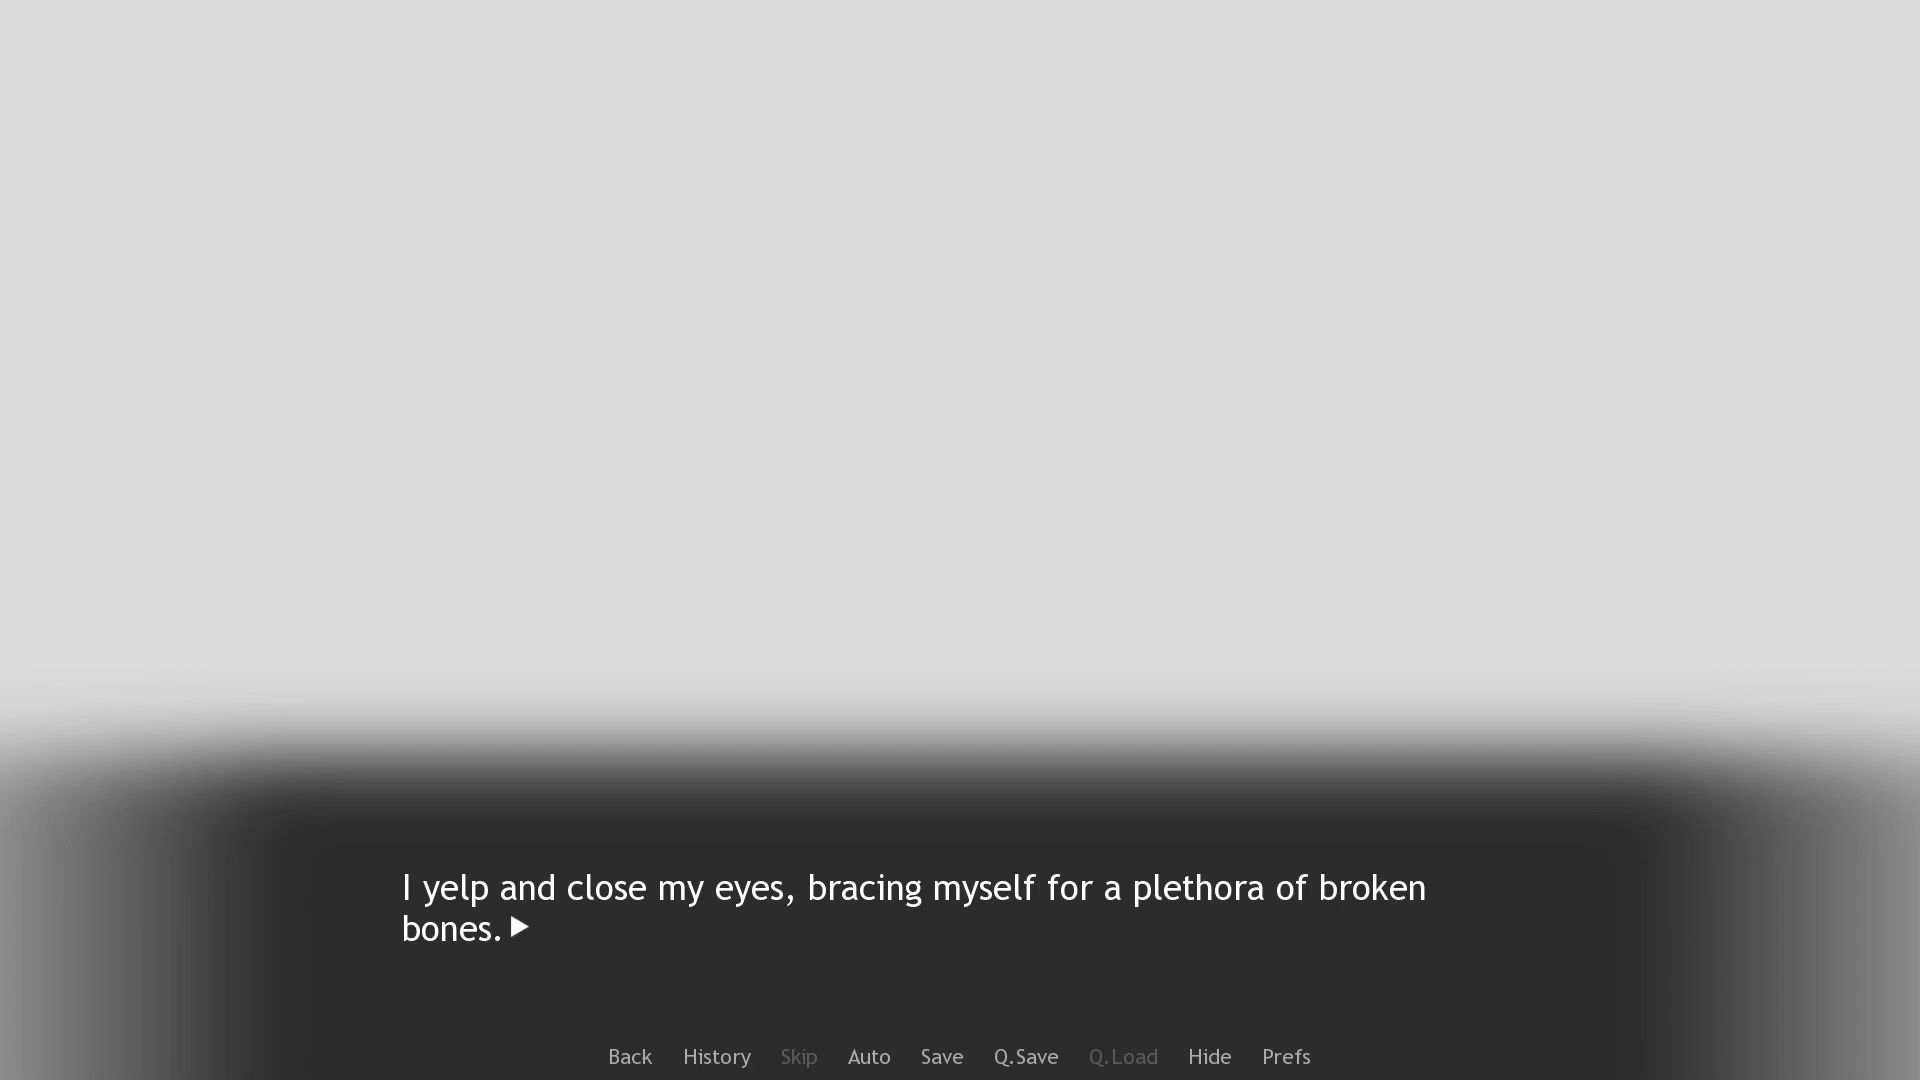 I yelp and close my eyes, bracing myself for a plethora of broken
bones.
Back History Skip Auto Save Q.Save Q.Load Hide Prefs